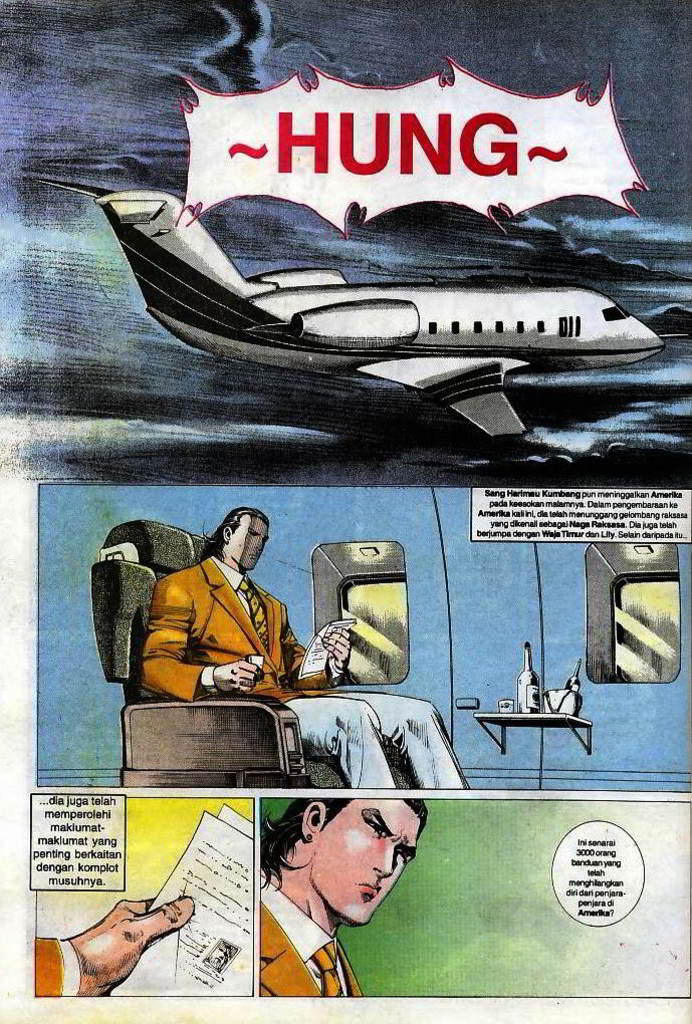 ~HUNG~
Sang Harimau Kumbang pun meninggalkan Amerika
pada keesokan malamnya. Dalam pengembaraan ke
Amerika kali ini, dia telah menunggang gelombang raksasa
yang dikenali sebagai Naga Raksasa. Dia juga telah
berjumpa dengan Waja Timur dan Lily. Selain daripada itu...
...dia juga telah
memperolehi
maklumat-
maklumat yang
penting berkaitan
dengan komplot
musuhnya.
Ini senarai
3000 orang
banduan yang
telah
menghilangkan
diri dari penjara-
penjara di
Amerika?